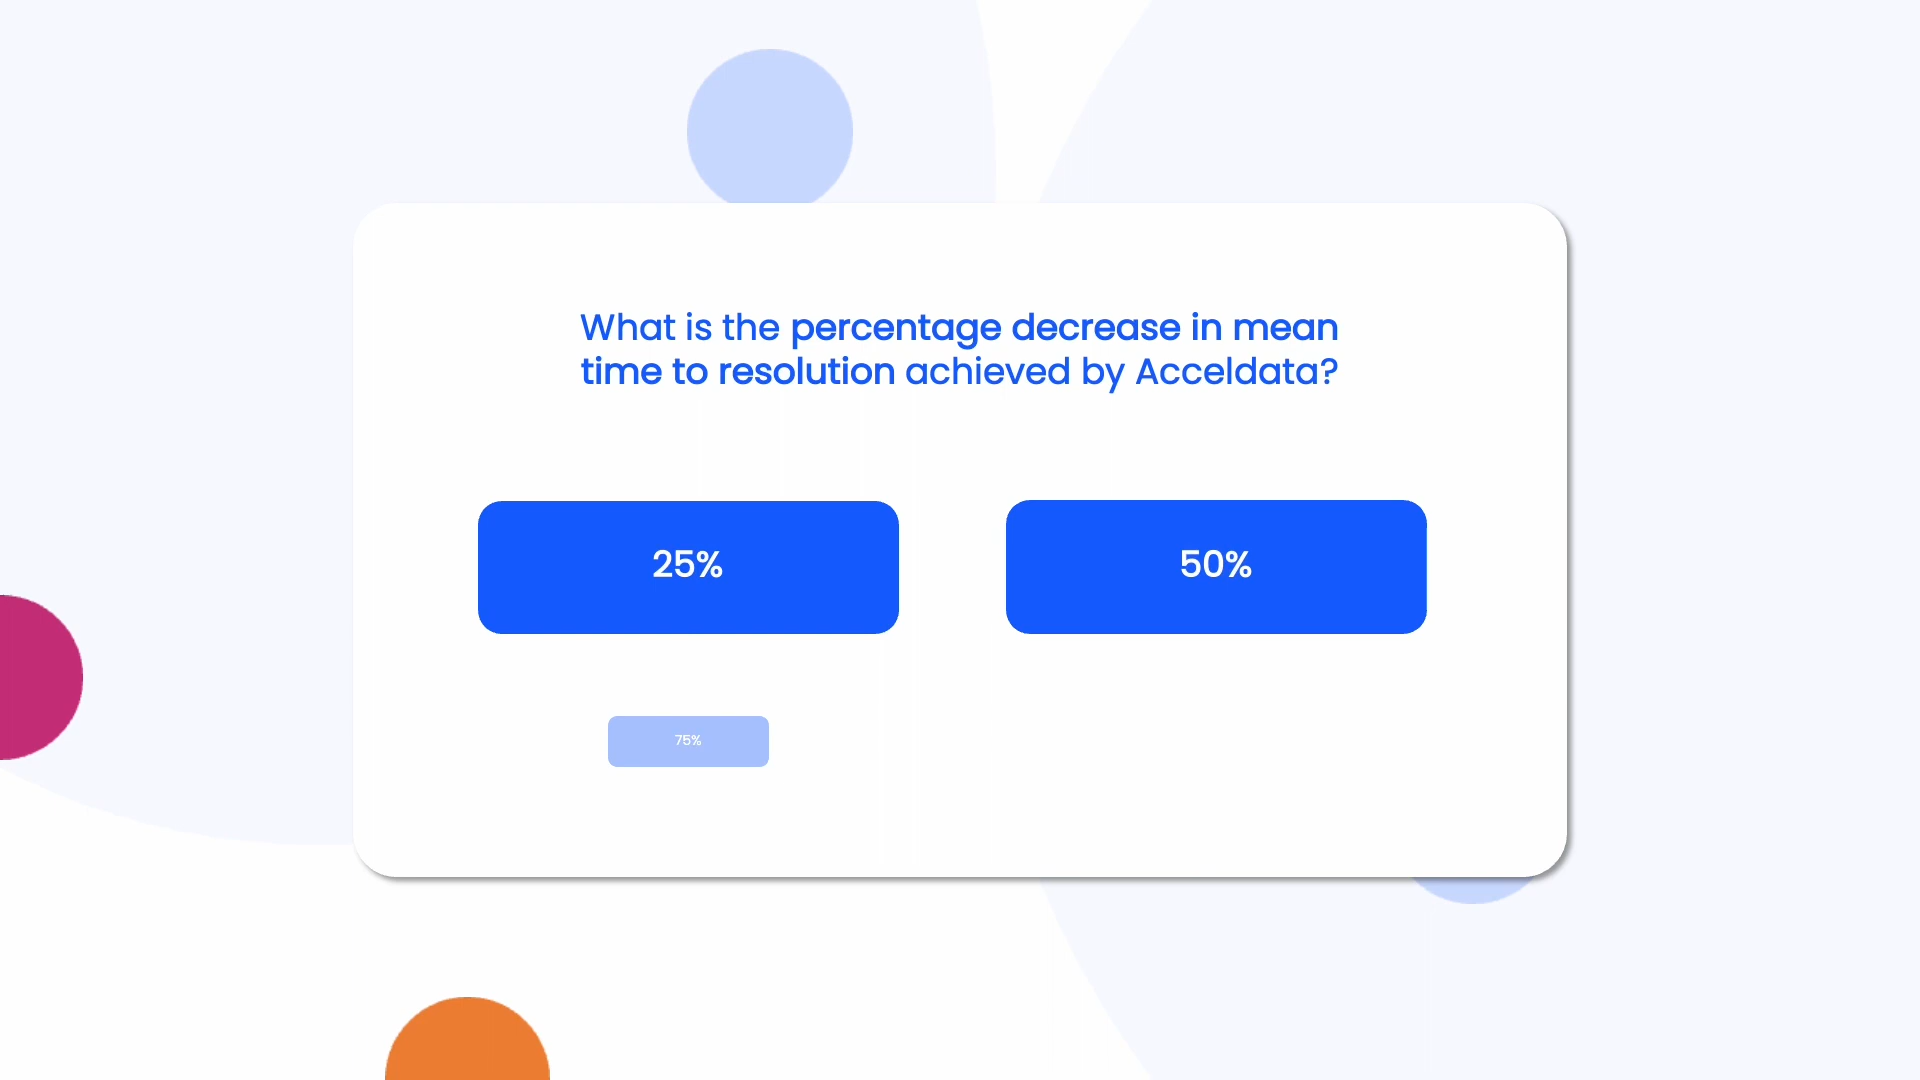 What is the percentage decrease in mean
time to resolution achieved by Acceldata?
25%
50%
75%